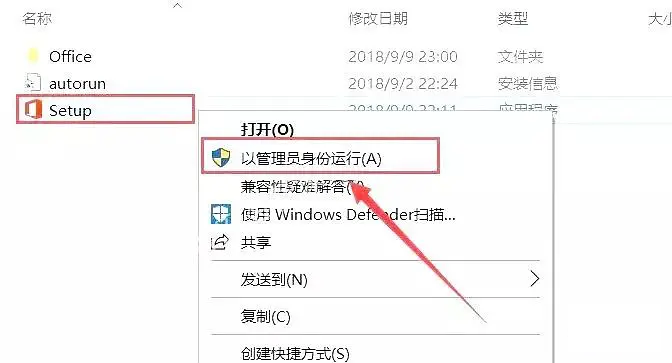 名称 修改日期 类型 大小
Office 2018/9/9 23:00 文件夹
autorun 2018/9/2 22:24 安装信息
Setup 22:11 应用程序
打开(O)
以管理员身份运行(A)
兼容性疑难解答(Y)
使用 Windows Defender扫描...
共享
发送到(N)
复制(C)
创建快捷方式(S)